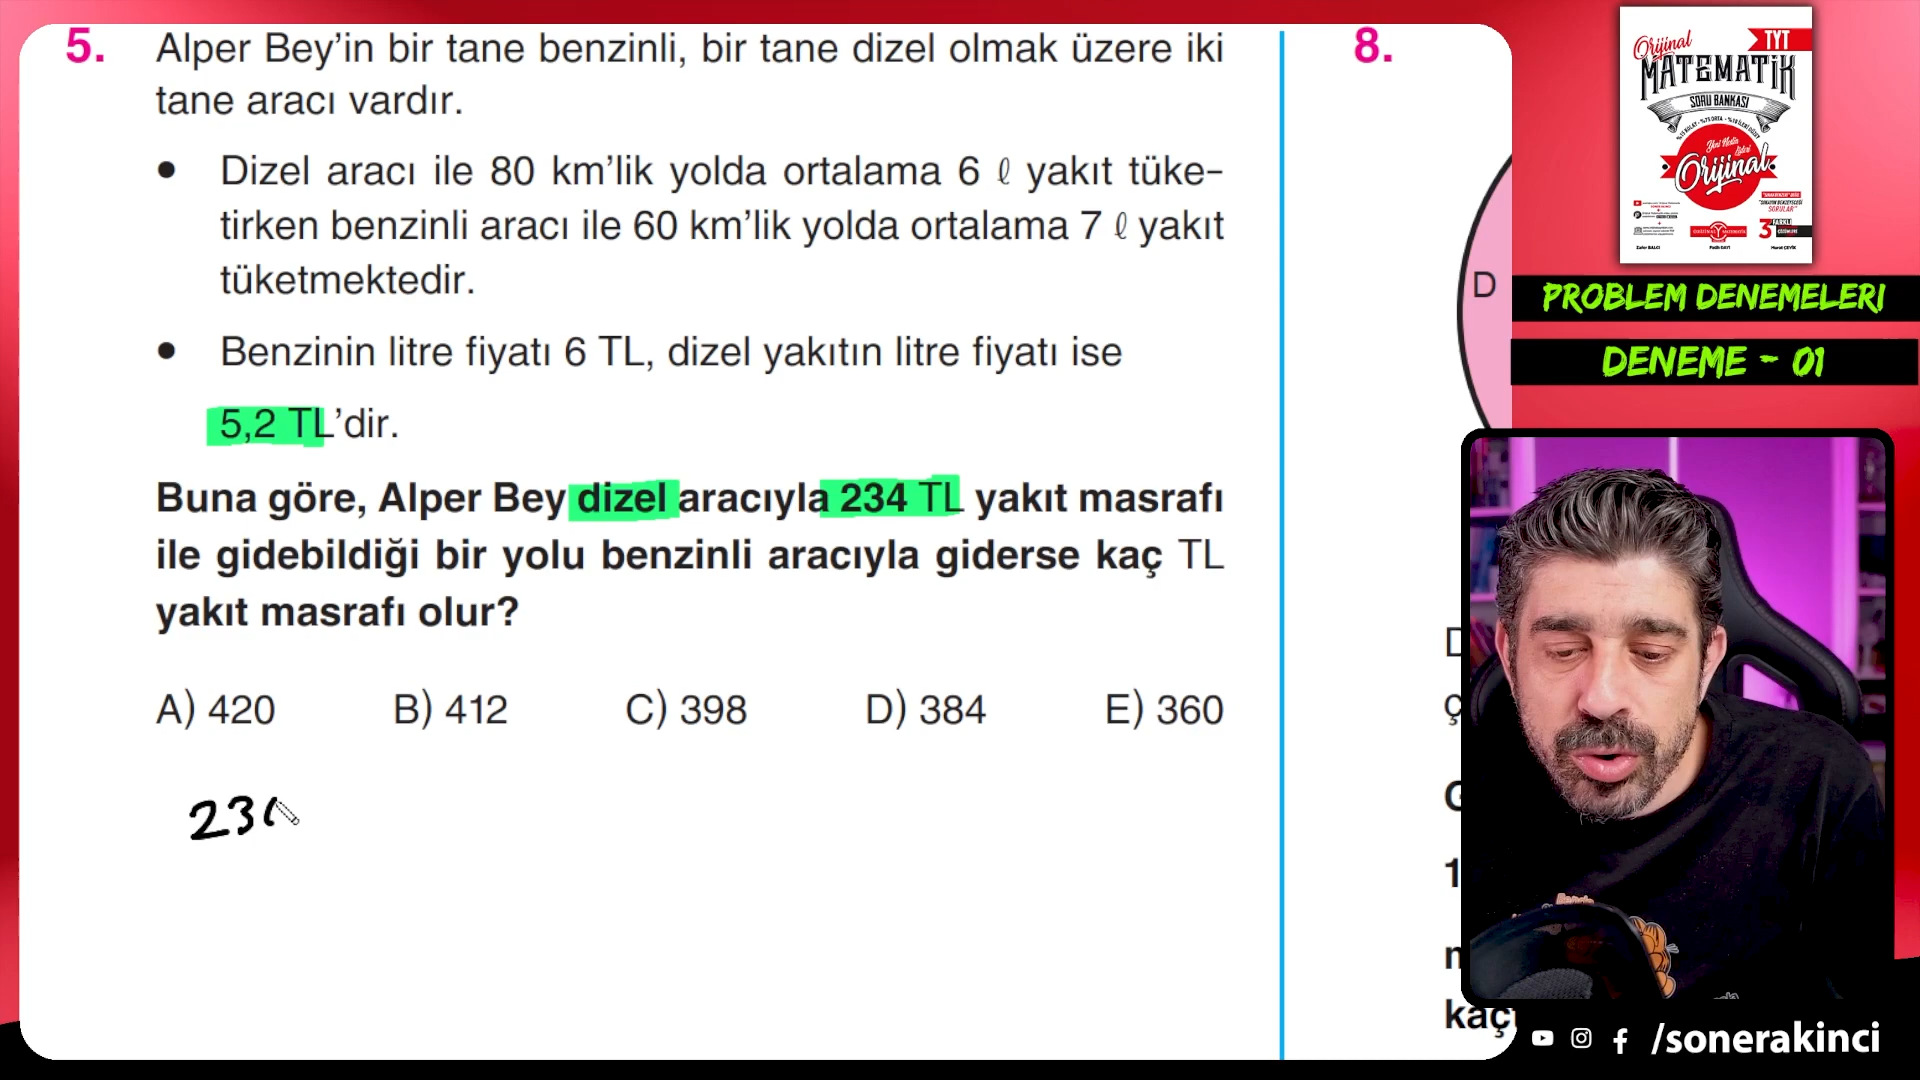 5. Alper Bey’in bir tane benzinli, bir tane dizel olmak üzere iki
tane aracı vardır.
• Dizel aracı ile 80 km’lik yolda ortalama 6 ℓ yakıt tüke-
tirken benzinli aracı ile 60 km’lik yolda ortalama 7 ℓ yakıt
tüketmektedir.
• Benzinin litre fiyatı 6 TL, dizel yakıtın litre fiyatı ise
5,2 TL’dir.
Buna göre, Alper Bey dizel aracıyla 234 TL yakıt masrafı
ile gidebildiği bir yolu benzinli aracıyla giderse kaç TL
yakıt masrafı olur?
A) 420 B) 412 C) 398 D) 384 E) 360
23
8.
D
1
kaç
Orijinal
TYT
MATEMATİK
SORU BANKASI
Orijinal
PROBLEM DENEMELERI
DENEME - 01
/sonerakinci